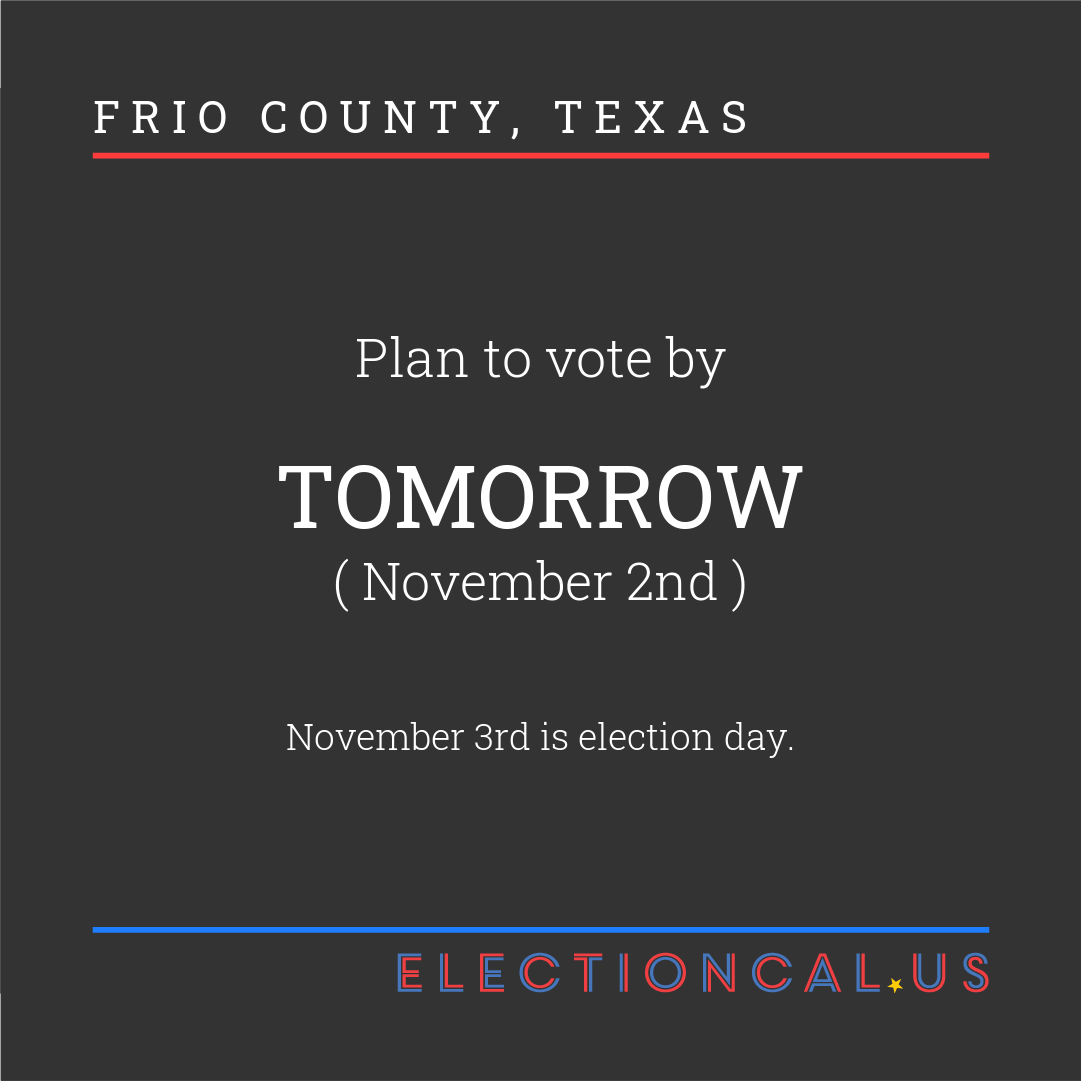 FRIO COUNTY, TEXAS
Plan to vote by
TOMORROW
( November 2nd )
November 3rd is election day.
ELECTIONCAL.US